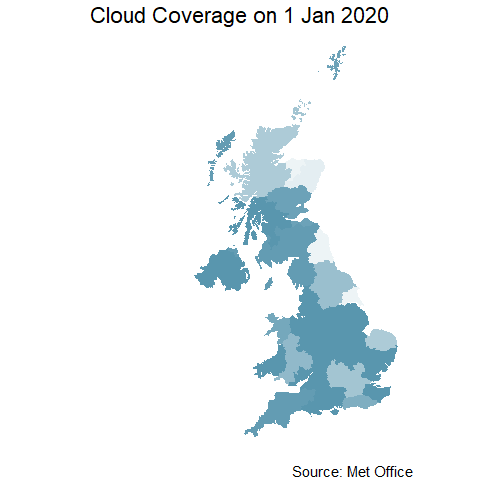 Cloud Coverage on 1 Jan 2020
Source: Met Office